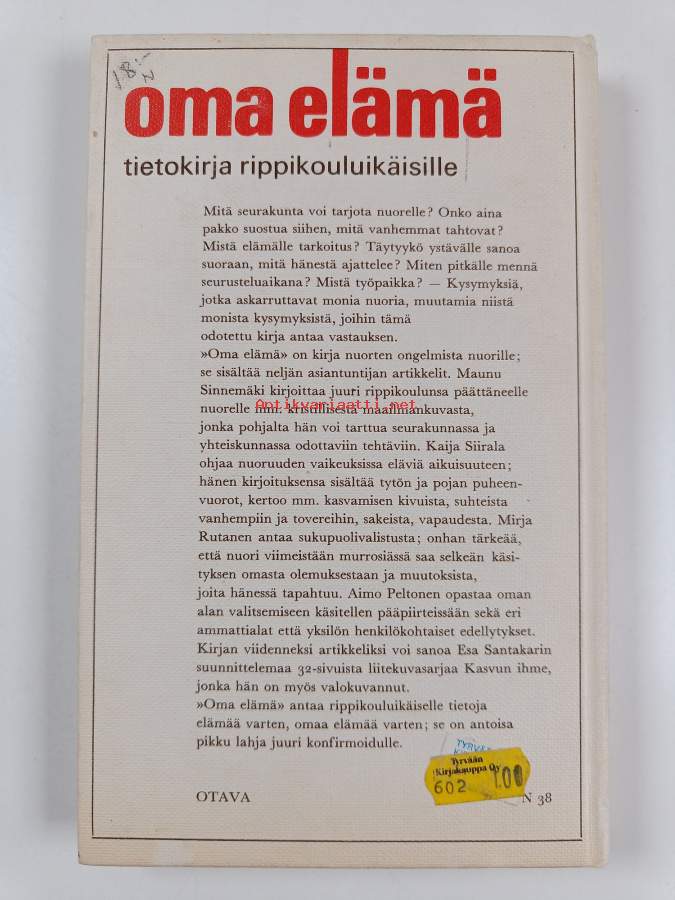 18:-
N
oma elämä
tietokirja rippikouluikäisille
Mitä seurakunta voi tarjota nuorelle? Onko aina
pakko suostua siihen, mitä vanhemmat tahtovat?
Mistä elämälle tarkoitus? Täytyykö ystävälle sanoa
suoraan, mitä hänestä ajattelee? Miten pitkälle mennä
seurusteluaikana? Mistä työpaikka? — Kysymyksiä,
jotka askarruttavat monia nuoria, muutamia niistä
monista kysymyksistä, joihin tämä
odotettu kirja antaa vastauksen.
»Oma elämä» on kirja nuorten ongelmista nuorille;
se sisältää neljän asiantuntijan artikkelit. Maunu
Sinnemäki kirjoittaa juuri rippikoulunsa päättäneelle
Antikvariaatti.net
nuorelle mm. kristillisestä maailmankuvasta,
jonka pohjalta hän voi tarttua seurakunnassa ja
yhteiskunnassa odottaviin tehtäviin. Kaija Siirala
ohjaa nuoruuden vaikeuksissa eläviä aikuisuuteen;
hänen kirjoituksensa sisältää tytön ja pojan puheen-
vuorot, kertoo mm. kasvamisen kivuista, suhteista
vanhempiin ja tovereihin, sakeista, vapaudesta. Mirja
Rutanen antaa sukupuolivalistusta; onhan tärkeää,
että nuori viimeistään murrosiässä saa selkeän käsi-
tyksen omasta olemuksestaan ja muutoksista,
joita hänessä tapahtuu. Aimo Peltonen opastaa oman
alan valitsemiseen käsitellen pääpiirteissään sekä eri
ammattialat että yksilön henkilökohtaiset edellytykset.
Kirjan viidenneksi artikkeliksi voi sanoa Esa Santakarin
suunnittelemaa 32-sivuista liitekuvasarjaa Kasvun ihme,
jonka hän on myös valokuvannut.
»Oma elämä» antaa rippikouluikäiselle tietoja
elämää varten, omaa elämää varten; se on antoisa
pikku lahja juuri konfirmoidulle.
Tyrvään
Kirjakauppa Oy
602 1.00
OTAVA
N 38